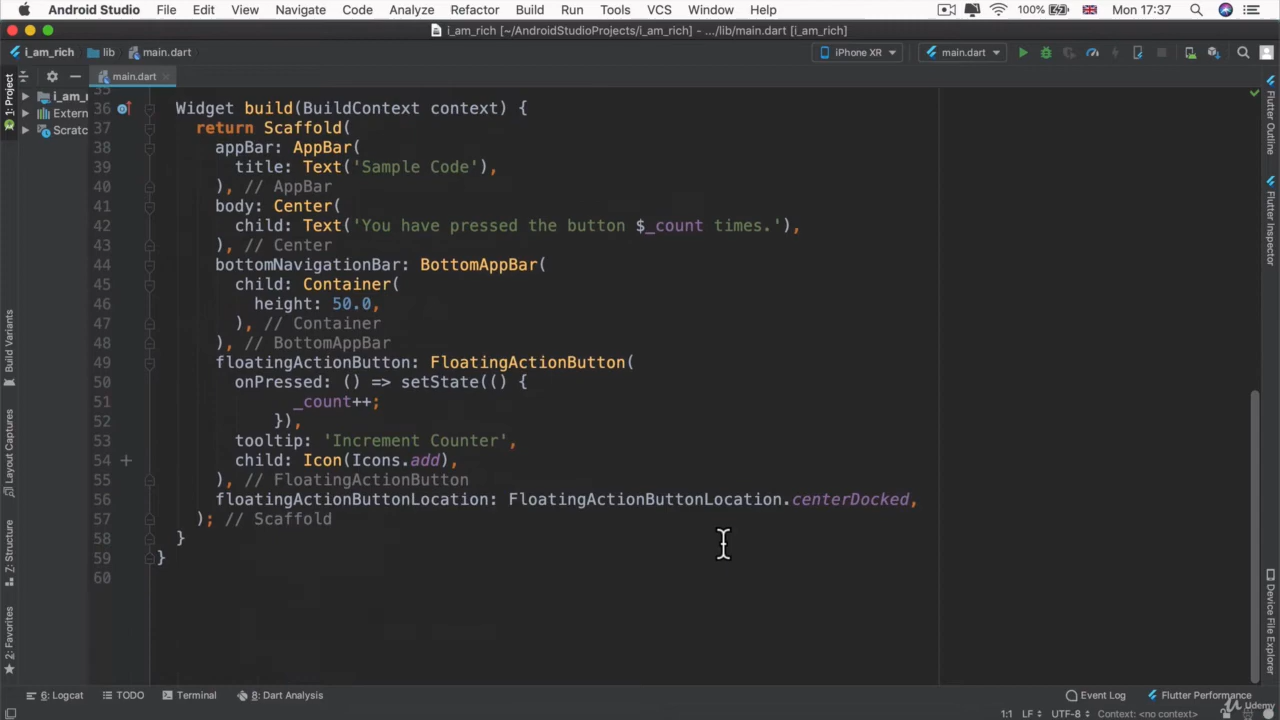 Android Studio File Edit View Navigate Code Analyze Refactor Build Run Tools VCS Window Help 100% Mon 17:37
i_am_rich [~/AndroidStudioProjects/i_am_rich] - .../lib/main.dart [i_am_rich]
i_am_rich lib main.dart iPhone XR main.dart
1: Project
main.dart
i_am_r
Extern
Scratc
35
36 Widget build(BuildContext context) {
37 return Scaffold(
38 appBar: AppBar(
39 title: Text('Sample Code'),
40 ), // AppBar
41 body: Center(
42 child: Text('You have pressed the button $_count times.'),
43 ), // Center
44 bottomNavigationBar: BottomAppBar(
45 child: Container(
46 height: 50.0,
47 ), // Container
48 ), // BottomAppBar
49 floatingActionButton: FloatingActionButton(
50 onPressed: () => setState(() {
51 _count++;
52 }),
53 tooltip: 'Increment Counter',
54 child: Icon(Icons.add),
55 ), // FloatingActionButton
56 floatingActionButtonLocation: FloatingActionButtonLocation.centerDocked,
57 ); // Scaffold
58 }
59 }
60
Build Variants
Layout Captures
Z: Structure
2: Favorites
Flutter Outline
Flutter Inspector
Device File Explorer
6: Logcat TODO Terminal 8: Dart Analysis Event Log Flutter Performance
1:1 LF UTF-8 Context: <no context>
Udemy